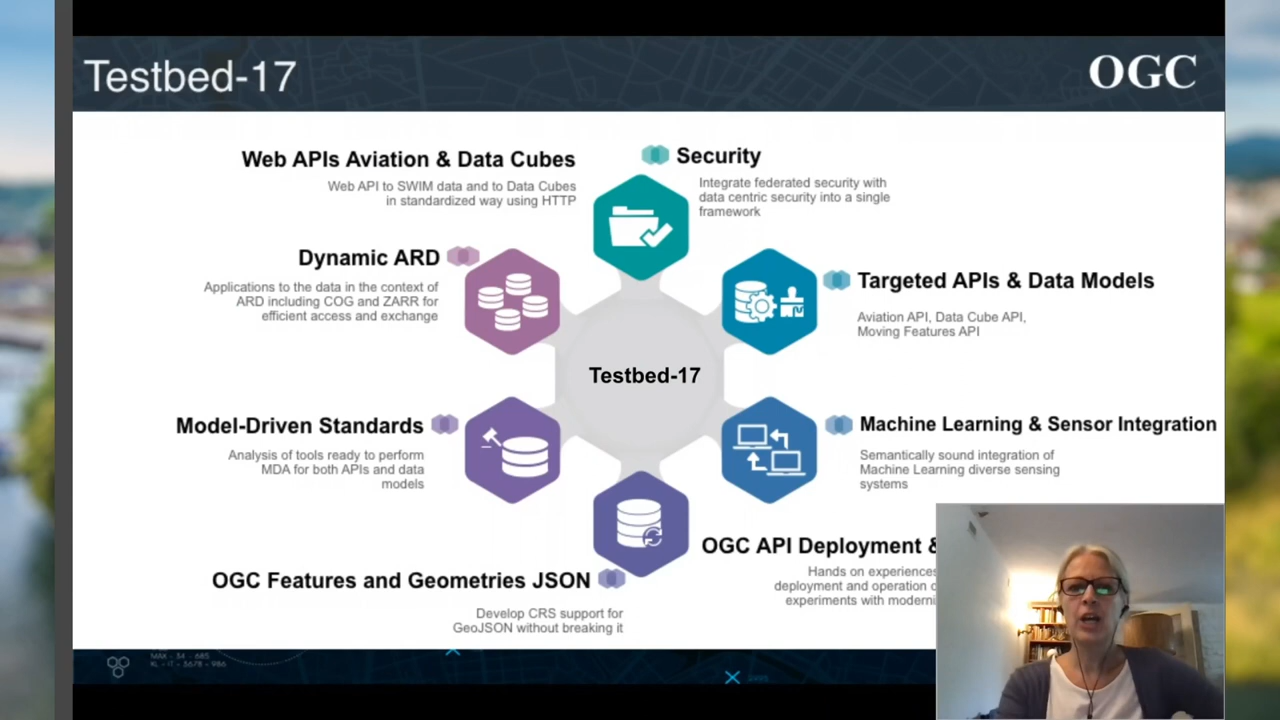 Testbed-17
OGC
Web APIs Aviation & Data Cubes
Web API to SWIM data and to Data Cubes
in standardized way using HTTP
Security
Integrate federated security with
data centric security into a single
framework
Dynamic ARD
Applications to the data in the context of
ARD including COG and ZARR for
efficient access and exchange
Targeted APIs & Data Models
Aviation API, Data Cube API,
Moving Features API
Testbed-17
Model-Driven Standards
Analysis of tools ready to perform
MDA for both APIs and data
models
Machine Learning & Sensor Integration
Semantically sound integration of
Machine Learning diverse sensing
systems
OGC API Deployment &
Hands on experiences
deployment and operation
experiments with
OGC Features and Geometries JSON
Develop CRS support for
GeoJSON without breaking it